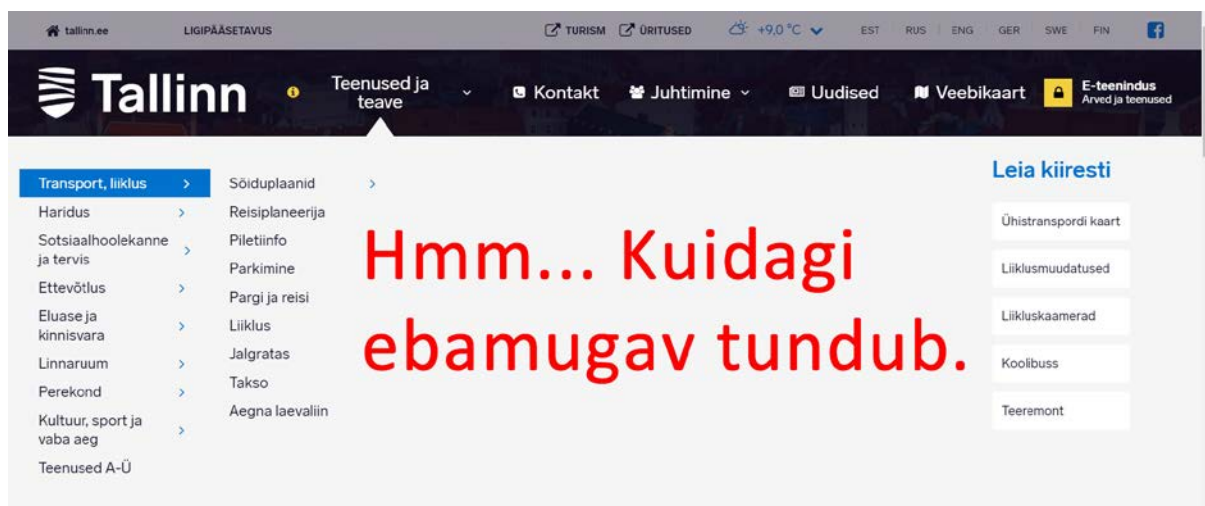 tallinn.ee LIGIPÄÄSETAVUS TURISM ÜRITUSED +9,0 °C EST RUS ENG GER SWE FIN
Tallinn
Teenused ja
teave
Kontakt Juhtimine Uudised Veebikaart
E-teenindus
Arved ja teenused
Transport, liiklus
Haridus
Sotsiaalhoolekanne
ja tervis
Ettevõtlus
Eluase ja
kinnisvara
Linnaruum
Perekond
Kultuur, sport ja
vaba aeg
Teenused A-Ü
Sõiduplaanid
Reisiplaneerija
Piletiinfo
Parkimine
Pargi ja reisi
Liiklus
Jalgratas
Takso
Aegna laevaliin
Hmm... Kuidagi
ebamugav tundub.
Leia kiiresti
Ühistranspordi kaart
Liiklusmuudatused
Liikluskaamerad
Koolibuss
Teeremont